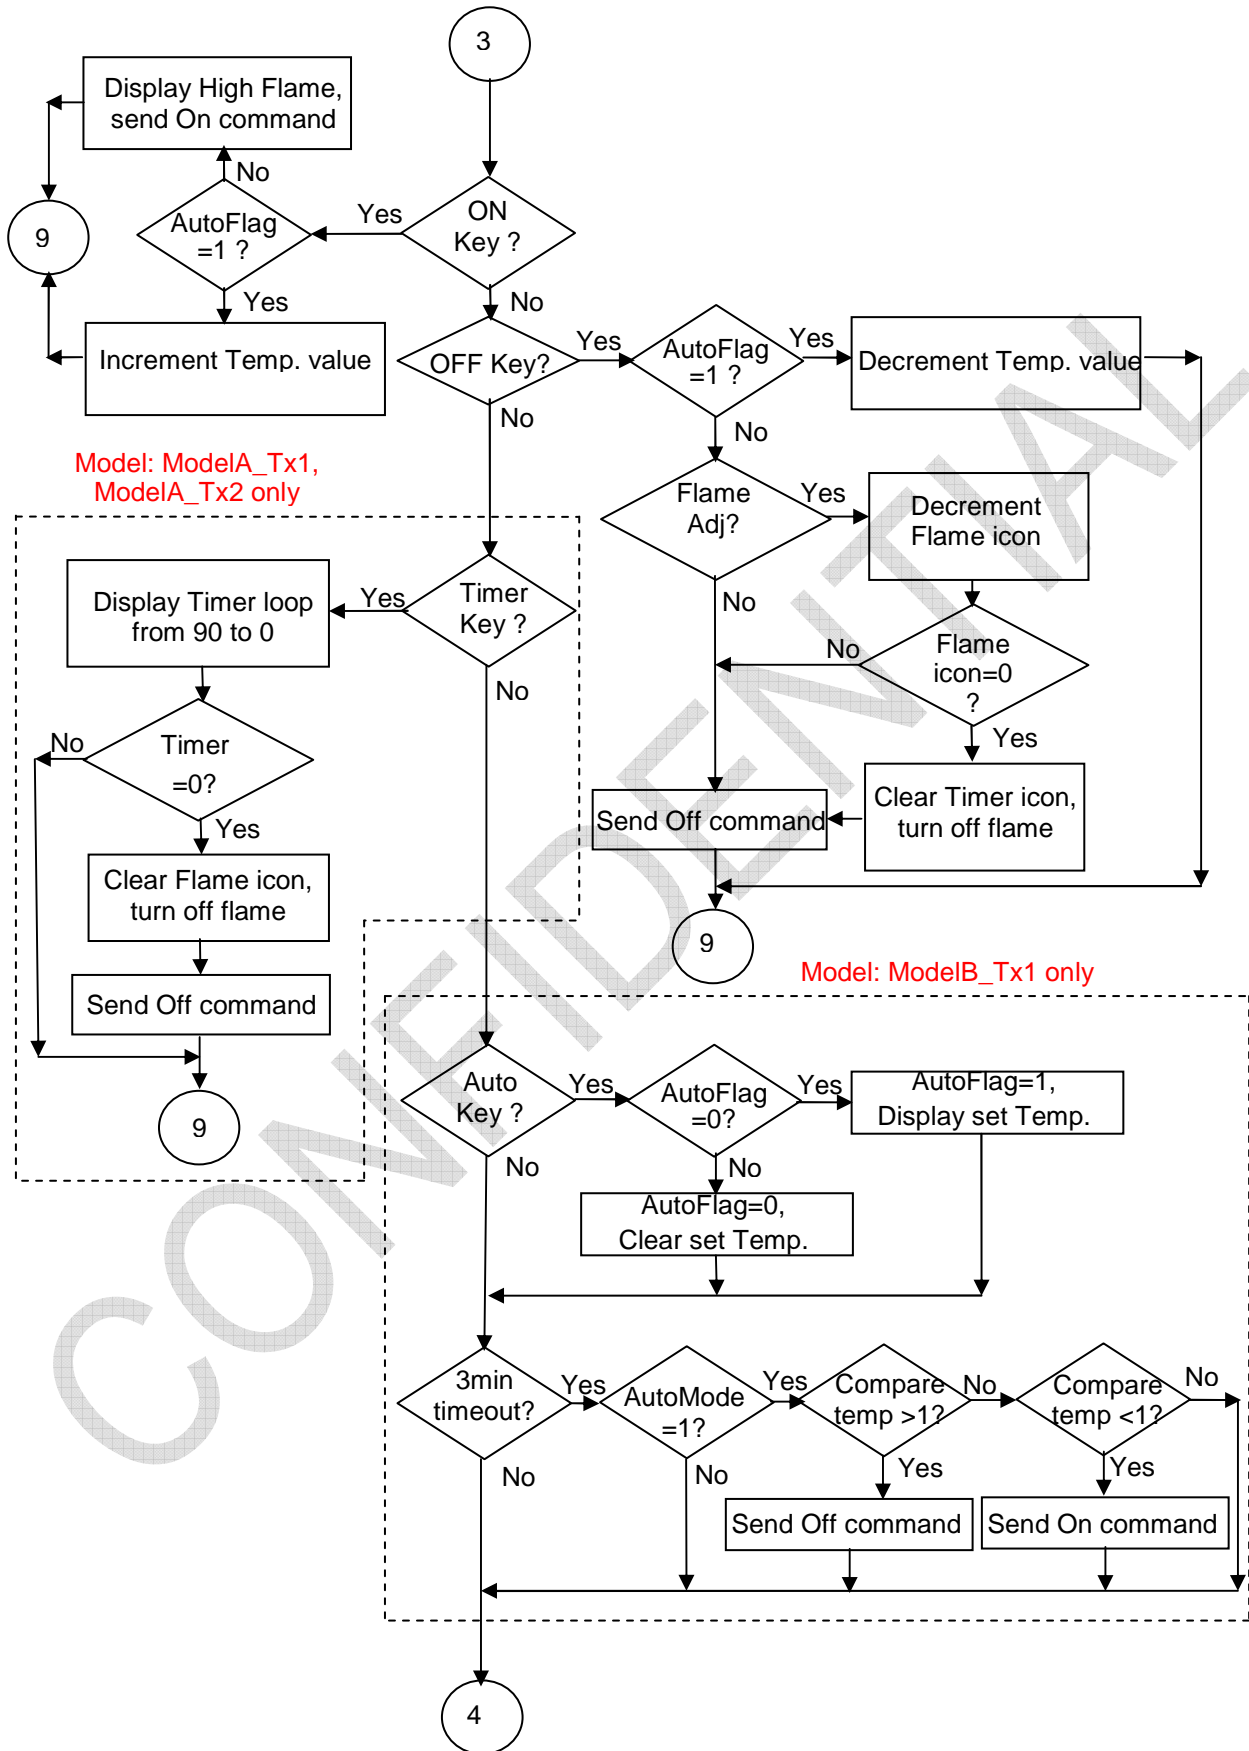 3
Display High Flame,
send On command
No
AutoFlag
=1 ?
Yes
ON
Key ?
9
Yes
No
Increment Temp. value
OFF Key?
Yes
AutoFlag
=1 ?
Yes
Decrement Temp. value
No
No
Model: ModelA_Tx1,
ModelA_Tx2 only
Flame
Adj?
Yes
Decrement
Flame icon
Display Timer loop
from 90 to 0
Yes
Timer
Key ?
No
No
Flame
icon=0
?
No
Yes
No
Timer
=0?
Yes
Send Off command
Clear Timer icon,
turn off flame
Clear Flame icon,
turn off flame
9
Send Off command
Model: ModelB_Tx1 only
9
Auto
Key ?
Yes
AutoFlag
=0?
Yes
AutoFlag=1,
Display set Temp.
No
No
AutoFlag=0,
Clear set Temp.
3min
timeout?
Yes
AutoMode
=1?
Yes
Compare
temp >1?
No
Compare
temp <1?
No
No
No
Yes
Yes
Send Off command
Send On command
4
CONFIDENTIAL